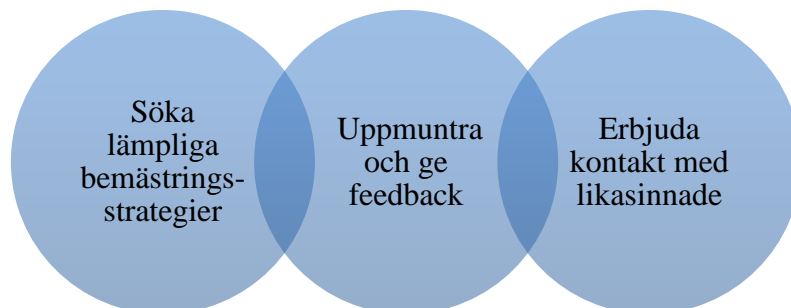 Söka
lämpliga
bemästrings-
strategier
Uppmuntra
och ge
feedback
Erbjuda
kontakt med
likasinnade